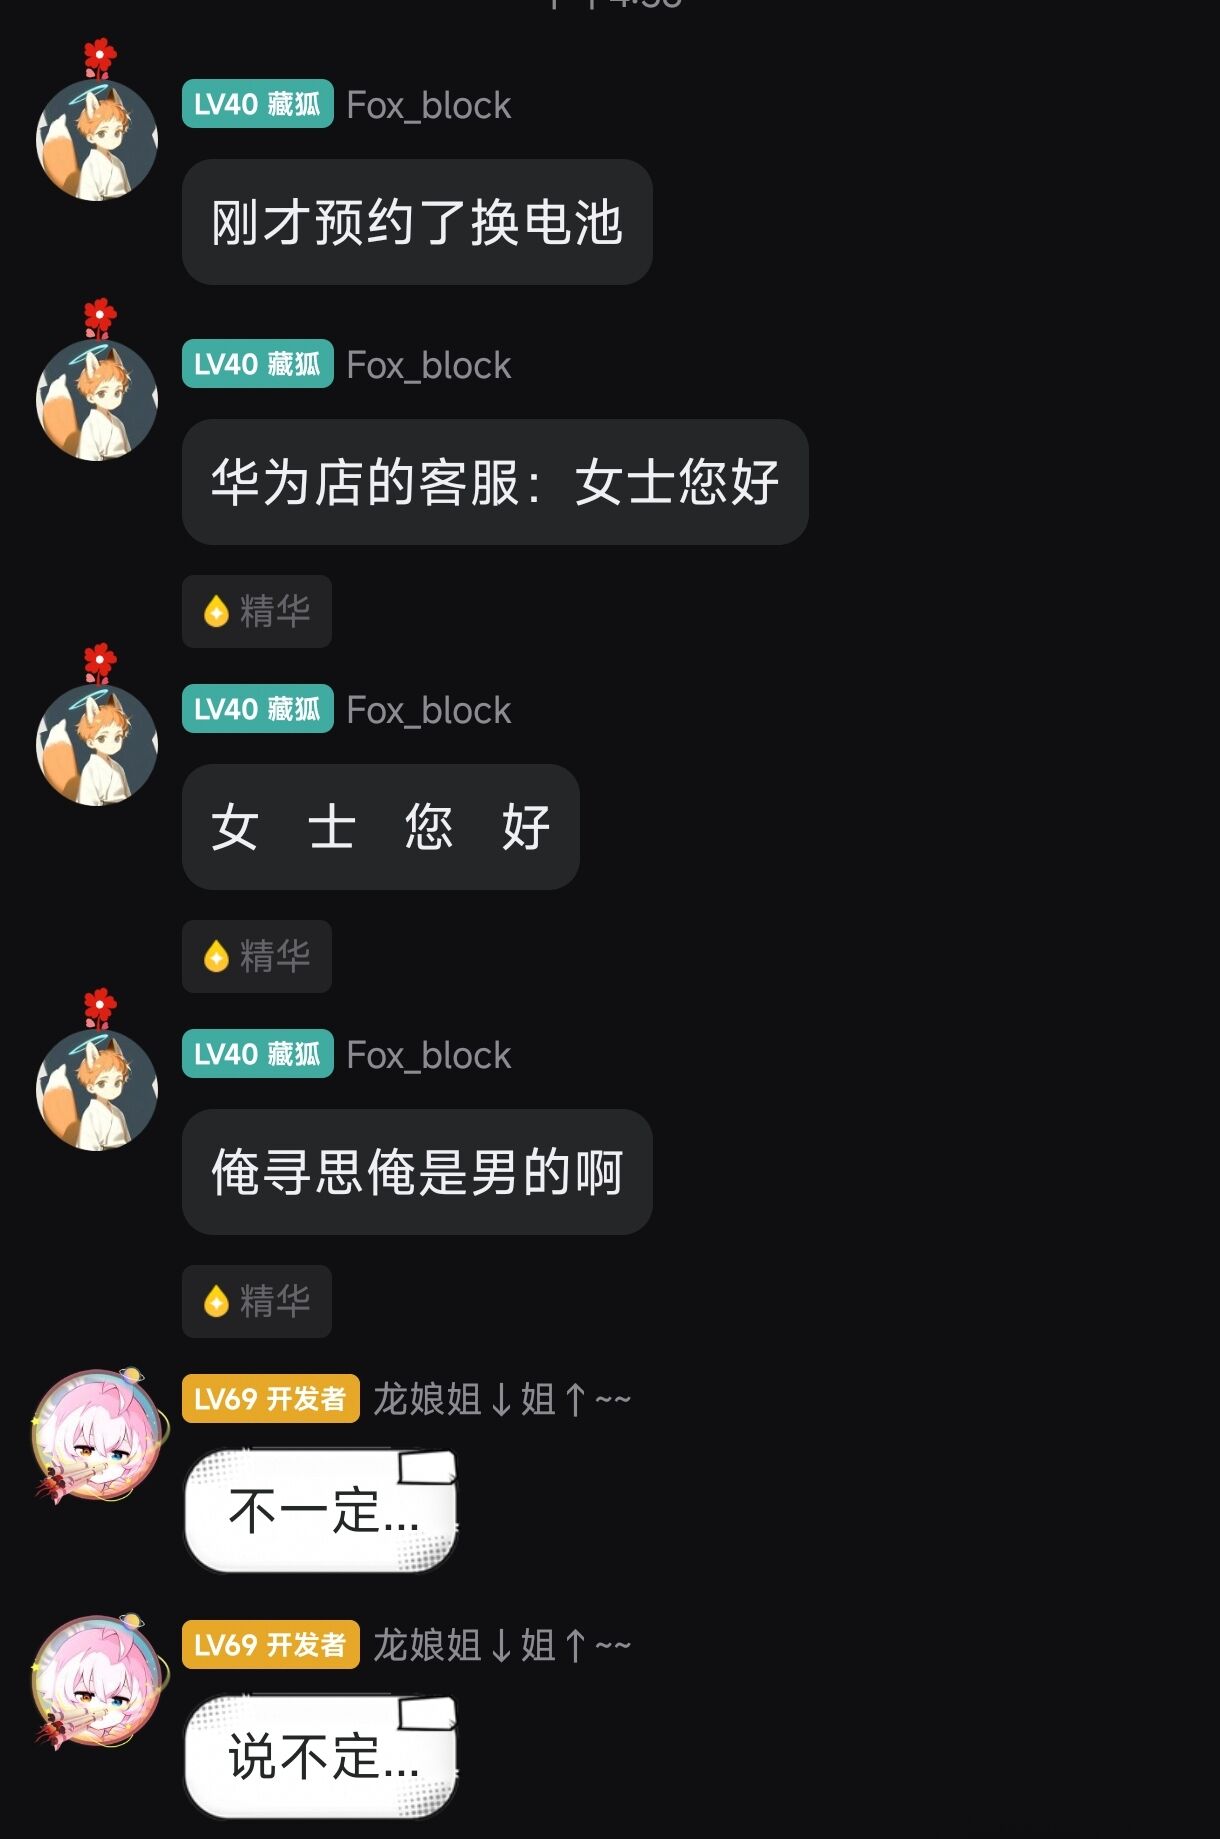 LV40 藏狐 Fox_block
刚才预约了换电池
LV40 藏狐 Fox_block
华为店的客服：女士您好
精华
LV40 藏狐 Fox_block
女 士 您 好
精华
LV40 藏狐 Fox_block
俺寻思俺是男的啊
精华
LV69 开发者 龙娘姐↓姐↑~~
不一定...
LV69 开发者 龙娘姐↓姐↑~~
说不定...